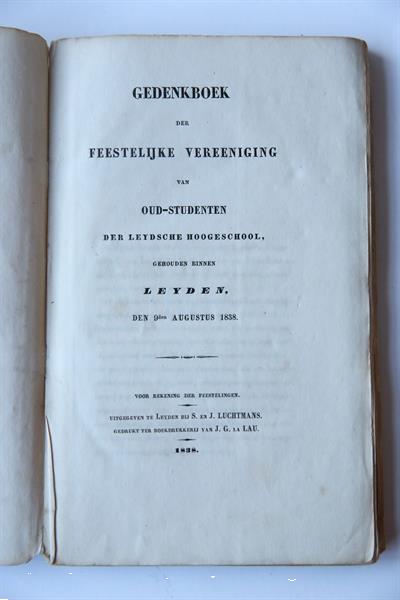 GEDENKBOEK
DER
FEESTELIJKE VEREENIGING
VAN
OUD-STUDENTEN
DER LEYDSCHE HOOGESCHOOL,
GEHOUDEN BINNEN
LEYDEN,
DEN 9den AUGUSTUS 1838.
VOOR REKENING DER FEESTELINGEN.
UITGEGEVEN TE LEYDEN BIJ S. EN J. LUCHTMANS.
GEDRUKT TER BOEKDRUKKERIJ VAN J. G. LA LAU.
1838.